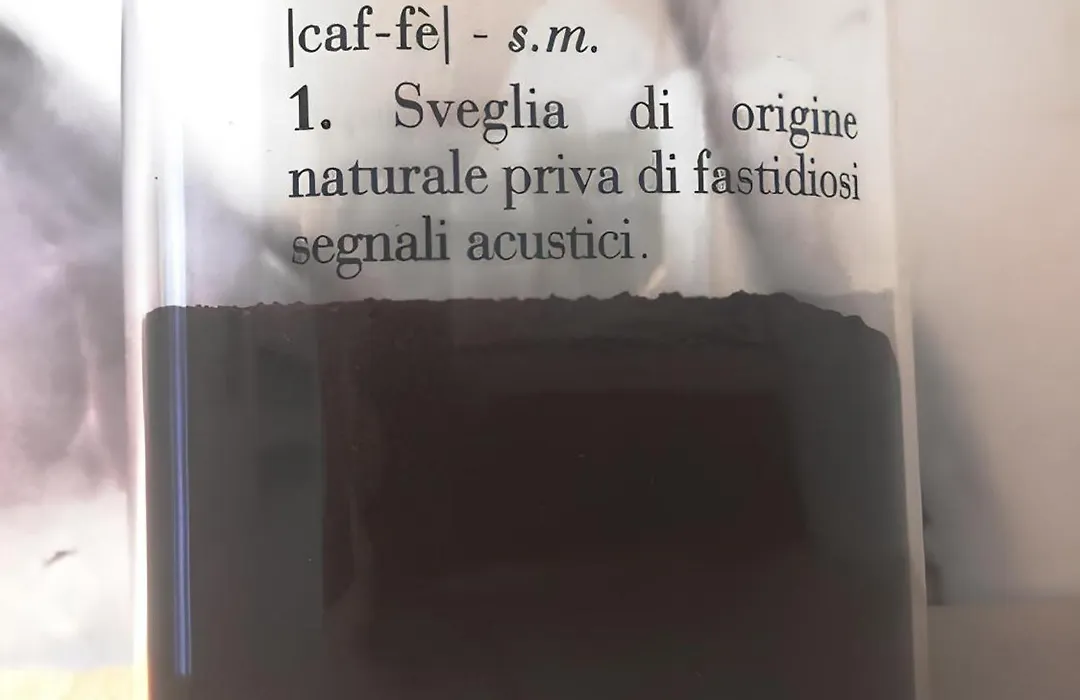 |caf-fè| - s.m.
1. Sveglia di origine
naturale priva di fastidiosi
segnali acustici.